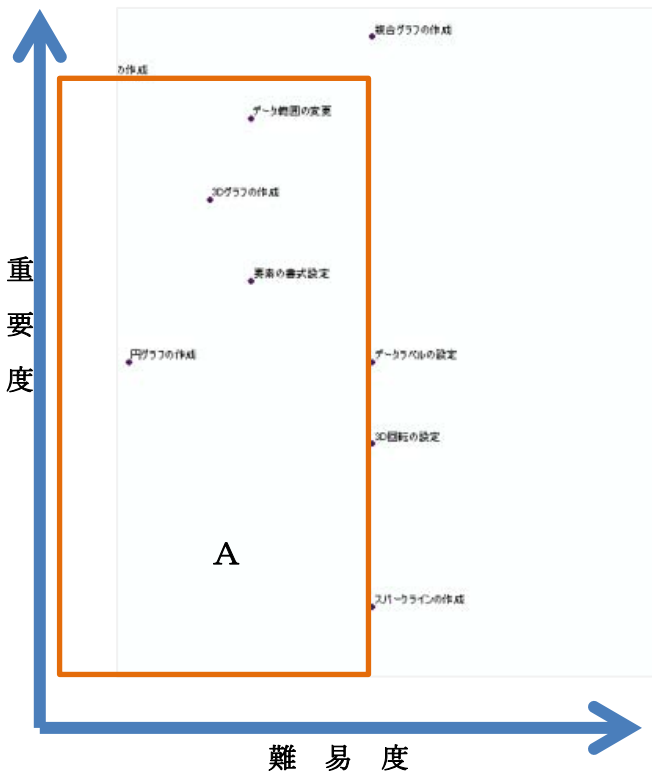 複合グラフの作成
の作成
データ範囲の変更
3Dグラフの作成
要素の書式設定
円グラフの作成
データラベルの設定
3D回転の設定
A
スパークラインの作成
重要度
難易度